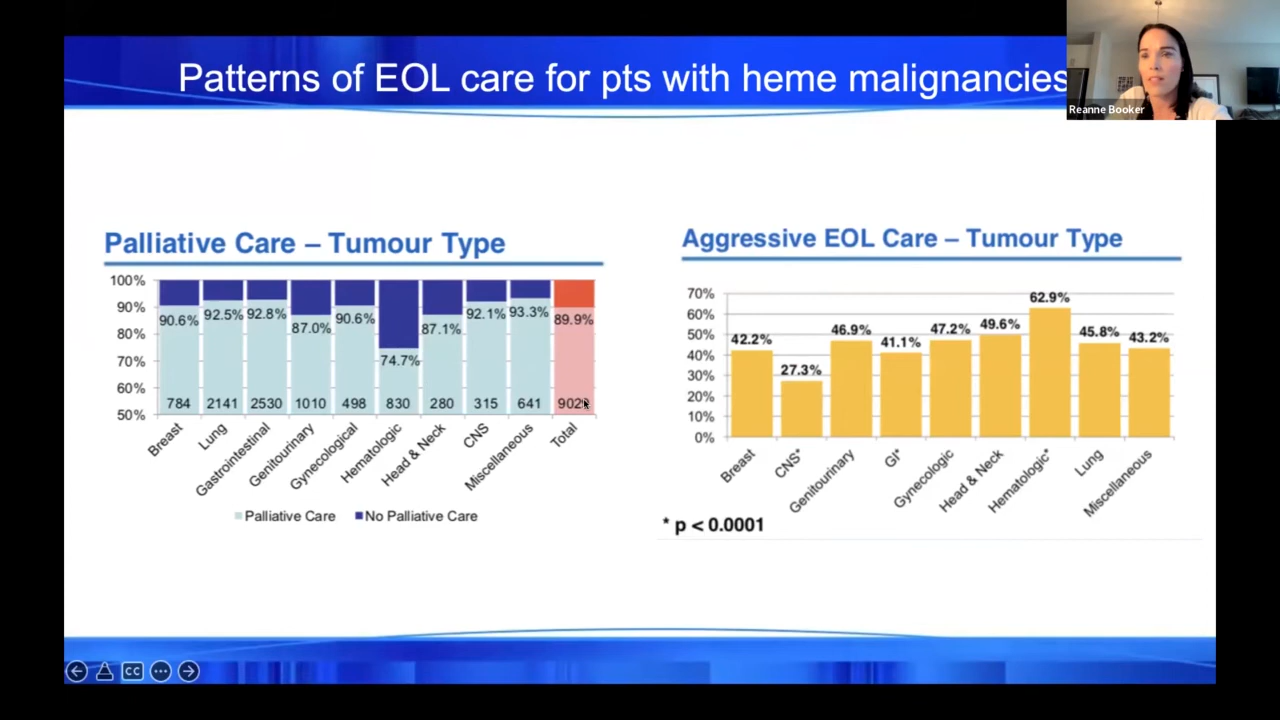 Patterns of EOL care for pts with heme malignancies
Reanne Booker
Palliative Care – Tumour Type
100%
90%
80%
70%
60%
50%
90.6%
92.5%
92.8%
87.0%
90.6%
74.7%
87.1%
92.1%
93.3%
89.9%
784
2141
2530
1010
498
830
280
315
641
Breast
Lung
Gastrointestinal
Genitourinary
Gynecological
Hematologic
Head & Neck
CNS
Miscellaneous
Total
Palliative Care
No Palliative Care
Aggressive EOL Care – Tumour Type
70%
60%
50%
40%
30%
20%
10%
0%
42.2%
27.3%
46.9%
41.1%
47.2%
49.6%
62.9%
45.8%
43.2%
Breast
CNS*
Genitourinary
GI*
Gynecologic
Head & Neck
Hematologic*
Lung
Miscellaneous
* p < 0.0001
CC